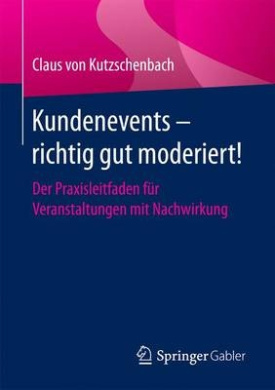 Claus von Kutzschenbach
Kundenevents –
richtig gut moderiert!
Der Praxisleitfaden für
Veranstaltungen mit Nachwirkung
Springer Gabler